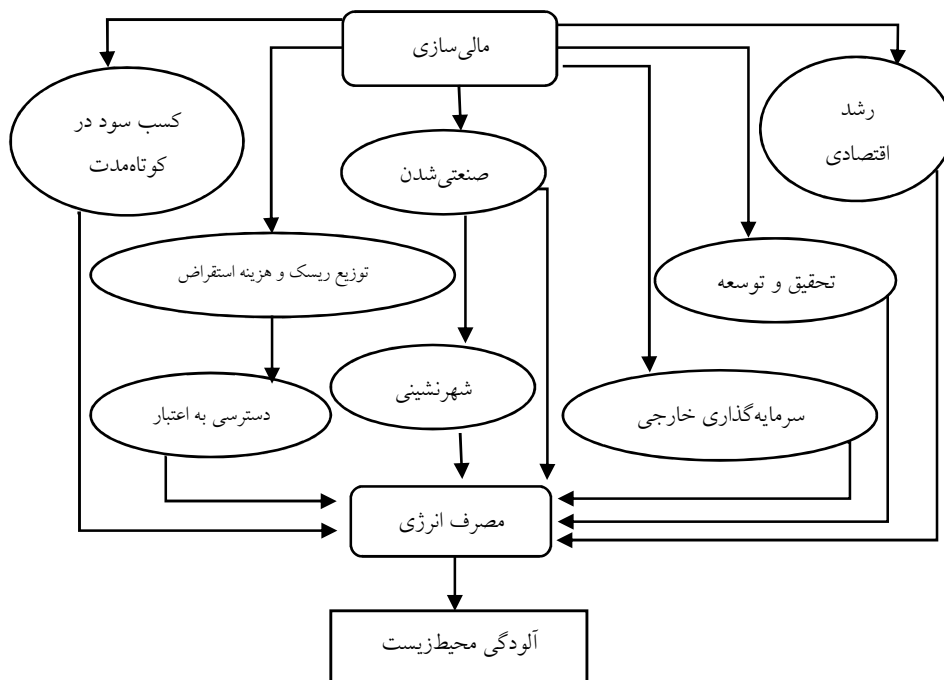 مالی‌سازی
رشد
اقتصادی
کسب سود در
کوتاه‌مدت
صنعتی‌شدن
توزیع ریسک و هزینه استقراض
تحقیق و توسعه
شهرنشینی
سرمایه‌گذاری خارجی
دسترسی به اعتبار
مصرف انرژی
آلودگی محیط‌زیست